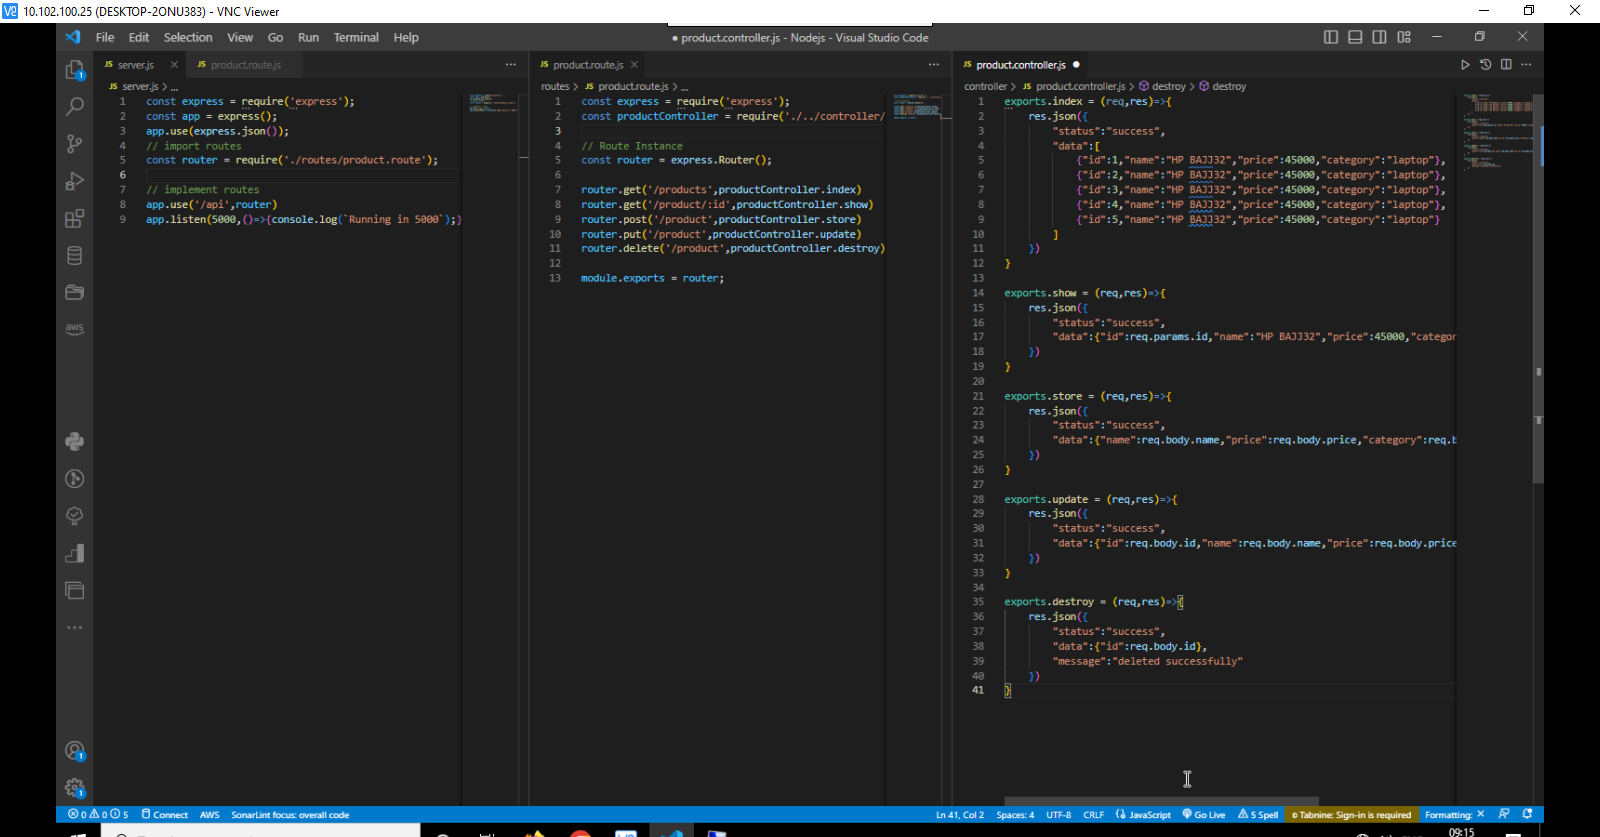 10.102.100.25 (DESKTOP-2ONU383) - VNC Viewer
File Edit Selection View Go Run Terminal Help
● product.controller.js - Nodejs - Visual Studio Code
JS server.js
JS product.route.js
JS server.js > ...
1 const express = require('express');
2 const app = express();
3 app.use(express.json());
4 // import routes
5 const router = require('./routes/product.route');
6
7 // implement routes
8 app.use('/api',router)
9 app.listen(5000,()=>{console.log(`Running in 5000`);}
JS product.route.js
routes > JS product.route.js > ...
1 const express = require('express');
2 const productController = require('./../controller/
3
4 // Route Instance
5 const router = express.Router();
6
7 router.get('/products',productController.index)
8 router.get('/product/:id',productController.show)
9 router.post('/product',productController.store)
10 router.put('/product',productController.update)
11 router.delete('/product',productController.destroy)
12
13 module.exports = router;
JS product.controller.js ●
controller > JS product.controller.js > destroy > destroy
1 exports.index = (req,res)=>{
2 res.json({
3 "status":"success",
4 "data":[
5 {"id":1,"name":"HP BAJJ32","price":45000,"category":"laptop"},
6 {"id":2,"name":"HP BAJJ32","price":45000,"category":"laptop"},
7 {"id":3,"name":"HP BAJJ32","price":45000,"category":"laptop"},
8 {"id":4,"name":"HP BAJJ32","price":45000,"category":"laptop"},
9 {"id":5,"name":"HP BAJJ32","price":45000,"category":"laptop"}
10 ]
11 })
12 }
13
14 exports.show = (req,res)=>{
15 res.json({
16 "status":"success",
17 "data":{"id":req.params.id,"name":"HP BAJJ32","price":45000,"categor
18 })
19 }
20
21 exports.store = (req,res)=>{
22 res.json({
23 "status":"success",
24 "data":{"name":req.body.name,"price":req.body.price,"category":req.b
25 })
26 }
27
28 exports.update = (req,res)=>{
29 res.json({
30 "status":"success",
31 "data":{"id":req.body.id,"name":req.body.name,"price":req.body.price
32 })
33 }
34
35 exports.destroy = (req,res)=>{
36 res.json({
37 "status":"success",
38 "data":{"id":req.body.id},
39 "message":"deleted successfully"
40 })
41 }
aws
0 0 5 Connect AWS SonarLint focus: overall code
Ln 41, Col 2 Spaces: 4 UTF-8 CRLF JavaScript Go Live 5 Spell Tabnine: Sign-in is required Formatting: ×
09:15